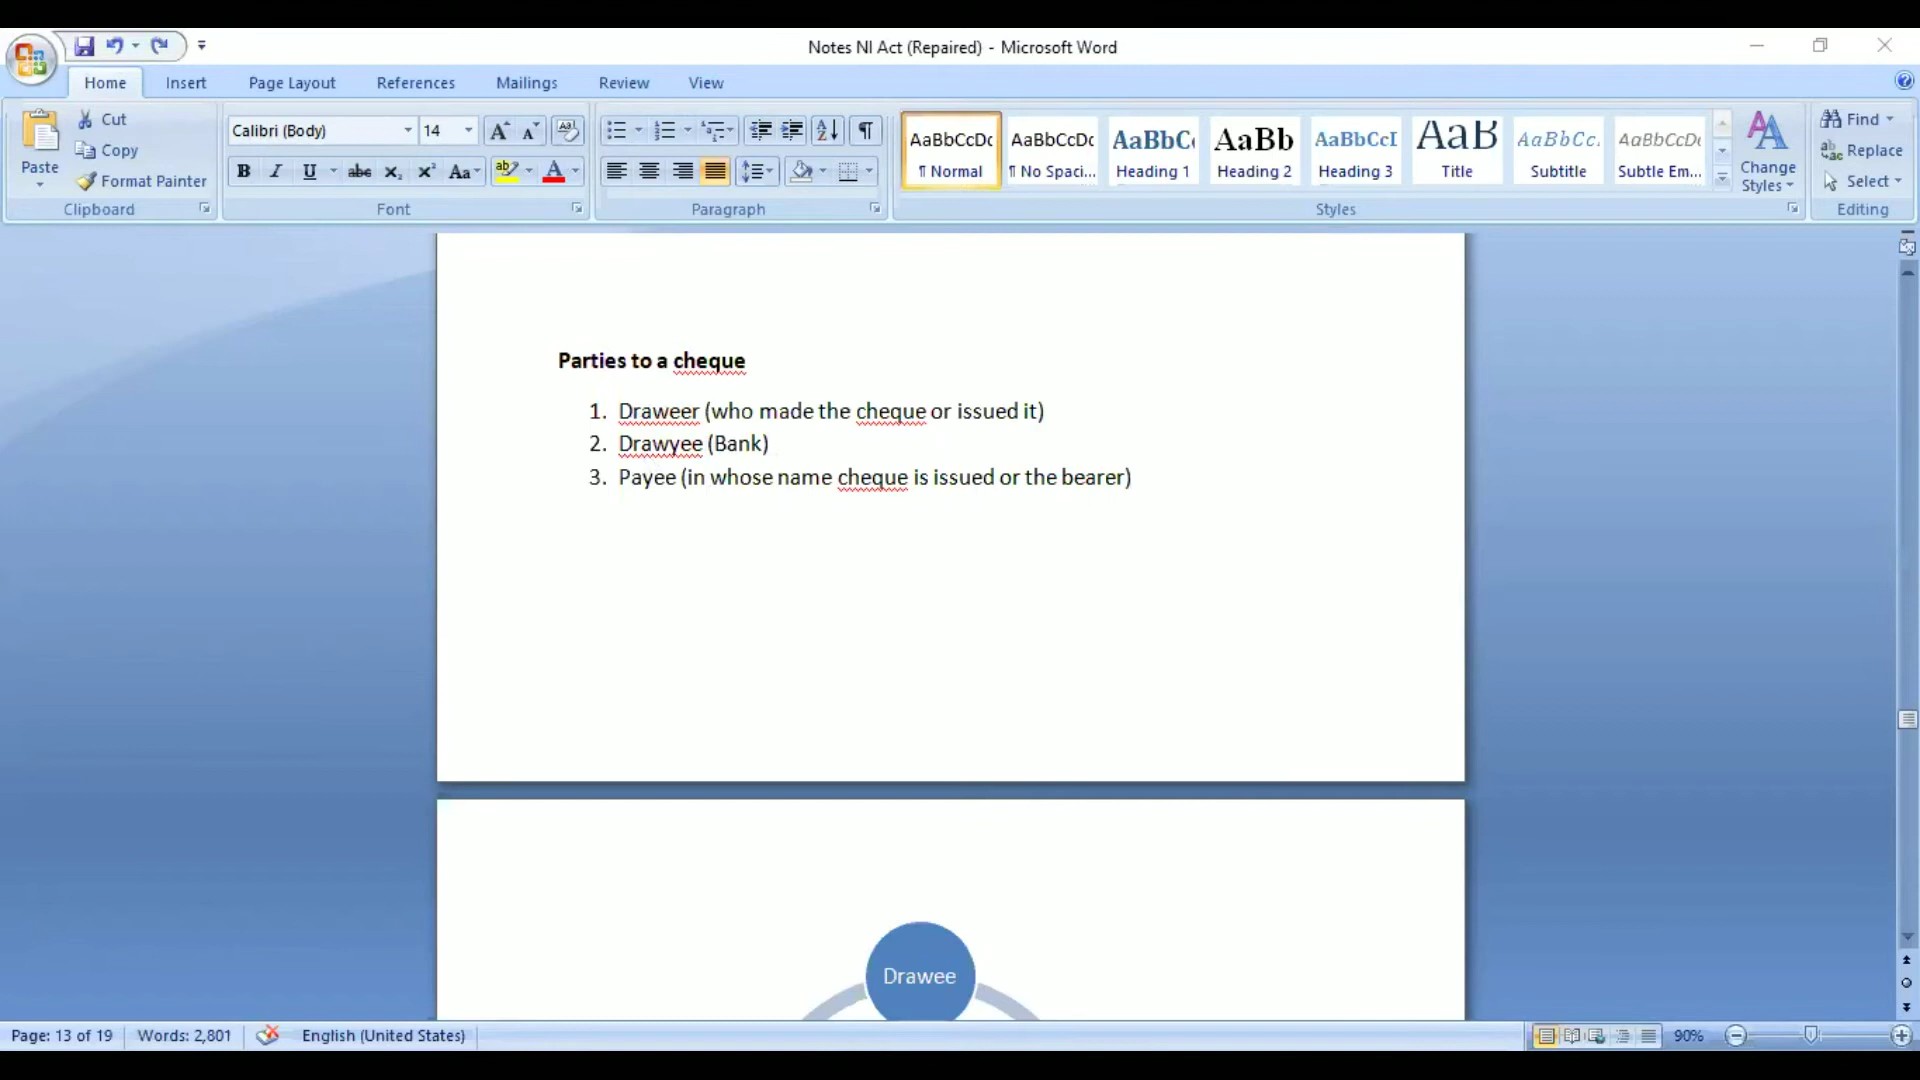 Notes NI Act (Repaired) - Microsoft Word
Home Insert Page Layout References Mailings Review View
Paste
Cut
Copy
Format Painter
Clipboard
Calibri (Body) 14
B I U abc X₂ X² Aa
Font
Paragraph
AaBbCcDc AaBbCcDc AaBbCc AaBb AaBbCcI AaB AaBbCc. AaBbCcDc
¶ Normal ¶ No Spaci... Heading 1 Heading 2 Heading 3 Title Subtitle Subtle Em...
Change
Styles
Styles
Find
Replace
Select
Editing
Parties to a cheque
1. Draweer (who made the cheque or issued it)
2. Drawyee (Bank)
3. Payee (in whose name cheque is issued or the bearer)
Drawee
Page: 13 of 19 Words: 2,801 English (United States) 90%